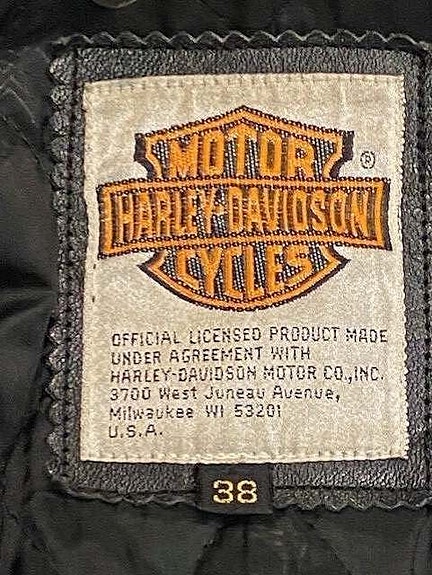 MOTOR
®
HARLEY-DAVIDSON
CYCLES
OFFICIAL LICENSED PRODUCT MADE
UNDER AGREEMENT WITH
HARLEY-DAVIDSON MOTOR CO.,INC.
3700 West Juneau Avenue,
Milwaukee WI 53201
U.S.A.
38